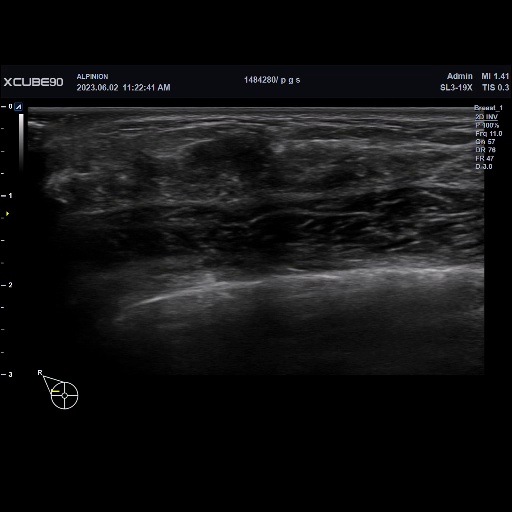 XCUBE90
ALPINION
2023.06.02 11:22:41 AM
1484280/ p g s
Admin MI 1.41
SL3-19X TIS 0.3
Breast_1
2D INV
P 100%
Frq 11.0
Gn 57
DR 76
FR 47
D 3.0
0
1
2
3
R